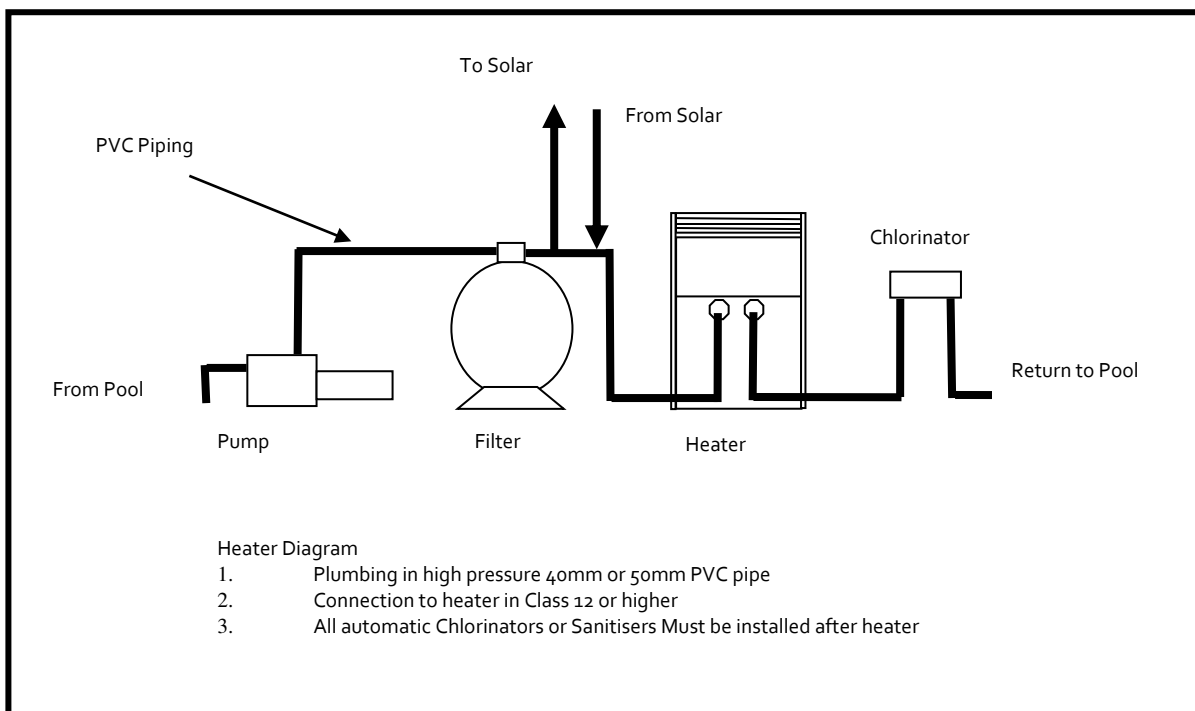 To Solar
From Solar
PVC Piping
Chlorinator
From Pool
Return to Pool
Pump
Filter
Heater
Heater Diagram
1. Plumbing in high pressure 40mm or 50mm PVC pipe
2. Connection to heater in Class 12 or higher
3. All automatic Chlorinators or Sanitisers Must be installed after heater